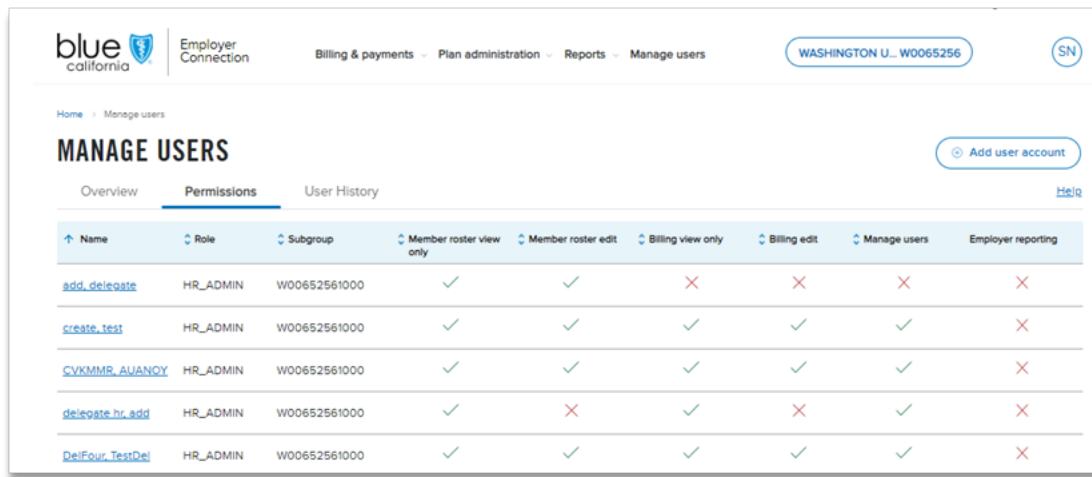 blue
california
Employer
Connection
Billing & payments
Plan administration
Reports
Manage users
WASHINGTON U... W0065256
SN
Home > Manage users
MANAGE USERS
Add user account
Overview Permissions User History
Help
Name Role Subgroup Member roster view only Member roster edit Billing view only Billing edit Manage users Employer reporting
add, delegate HR_ADMIN W00652561000
create, test HR_ADMIN W00652561000
CVKMMR, AUANOY HR_ADMIN W00652561000
delegate hr, add HR_ADMIN W00652561000
DelFour, TestDel HR_ADMIN W00652561000